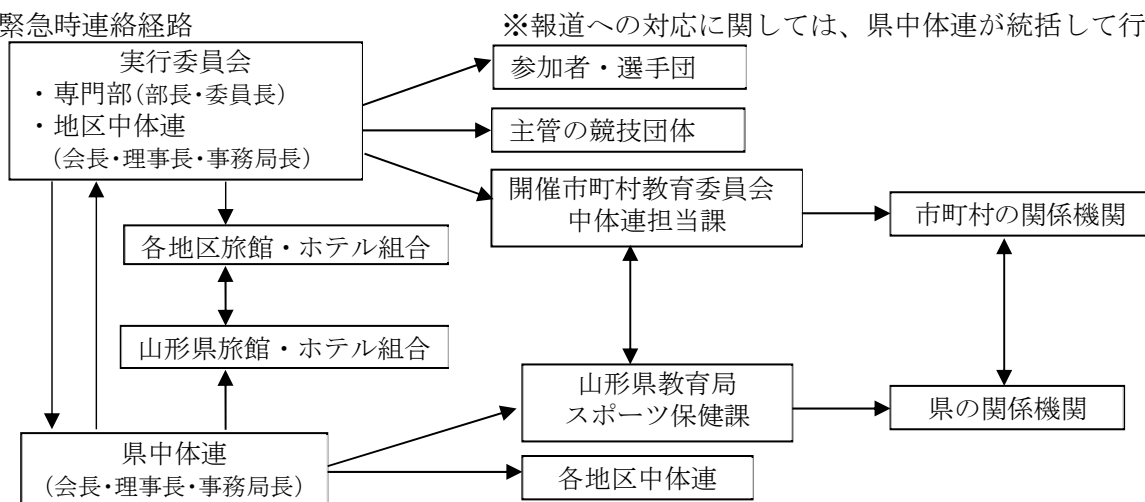 緊急時連絡経路
※報道への対応に関しては、県中体連が統括して行
実行委員会
・専門部(部長・委員長)
・地区中体連
(会長・理事長・事務局長)
参加者・選手団
主管の競技団体
開催市町村教育委員会
中体連担当課
市町村の関係機関
各地区旅館・ホテル組合
山形県旅館・ホテル組合
山形県教育局
スポーツ保健課
県の関係機関
県中体連
(会長・理事長・事務局長)
各地区中体連